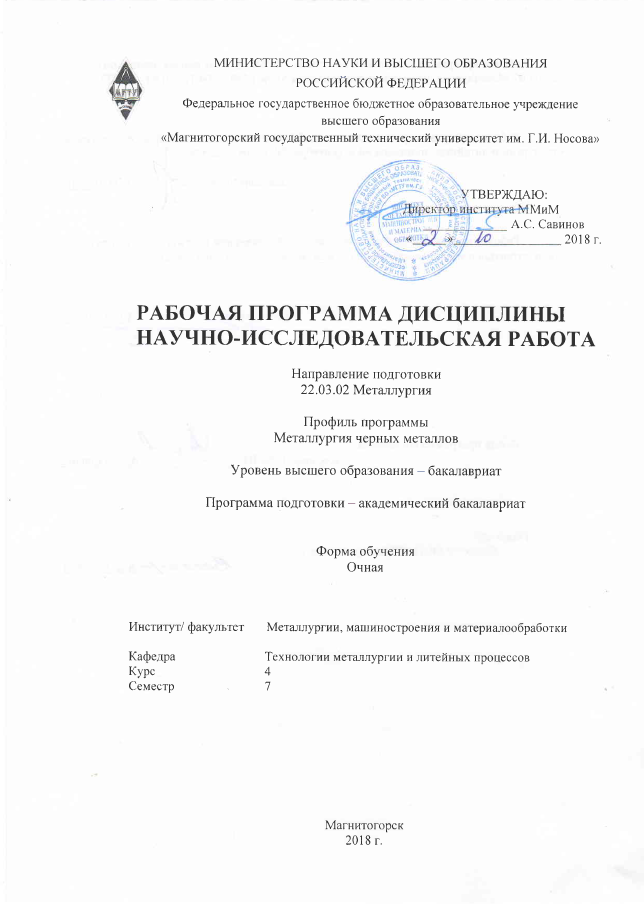 МИНИСТЕРСТВО НАУКИ И ВЫСШЕГО ОБРАЗОВАНИЯ
РОССИЙСКОЙ ФЕДЕРАЦИИ
Федеральное государственное бюджетное образовательное учреждение
высшего образования
«Магнитогорский государственный технический университет им. Г.И. Носова»
УТВЕРЖДАЮ:
Директор института ММиМ
А.С. Савинов
« 2 » 10 2018 г.
РАБОЧАЯ ПРОГРАММА ДИСЦИПЛИНЫ
НАУЧНО-ИССЛЕДОВАТЕЛЬСКАЯ РАБОТА
Направление подготовки
22.03.02 Металлургия
Профиль программы
Металлургия черных металлов
Уровень высшего образования – бакалавриат
Программа подготовки – академический бакалавриат
Форма обучения
Очная
Институт/ факультет Металлургии, машиностроения и материалообработки
Кафедра Технологии металлургии и литейных процессов
Курс 4
Семестр 7
Магнитогорск
2018 г.